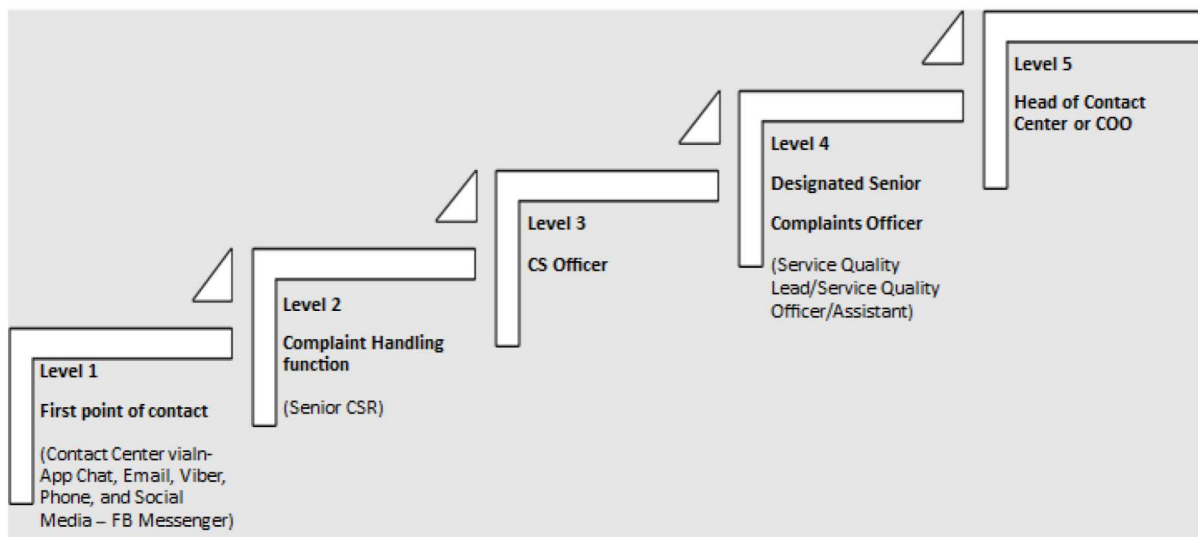 Level 1
First point of contact
(Contact Center viaIn-
App Chat, Email, Viber,
Phone, and Social
Media – FB Messenger)
Level 2
Complaint Handling
function
(Senior CSR)
Level 3
CS Officer
Level 4
Designated Senior
Complaints Officer
(Service Quality
Lead/Service Quality
Officer/Assistant)
Level 5
Head of Contact
Center or COO